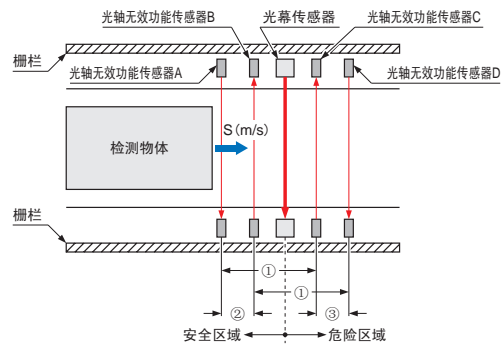 光轴无效功能传感器B
光幕传感器
光轴无效功能传感器C
栅栏
光轴无效功能传感器A
光轴无效功能传感器D
S(m/s)
检测物体
栅栏
①
①
②
③
安全区域
危险区域